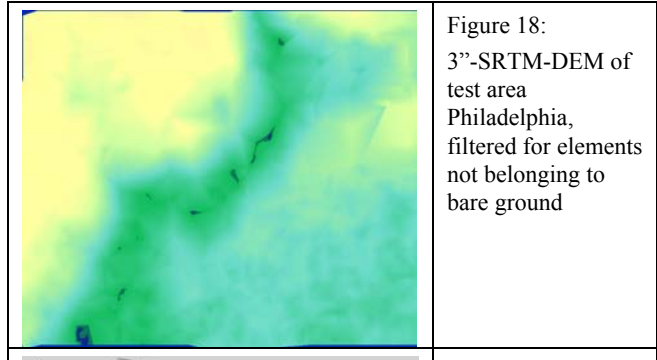 Figure 18:
3”-SRTM-DEM of
test area
Philadelphia,
filtered for elements
not belonging to
bare ground